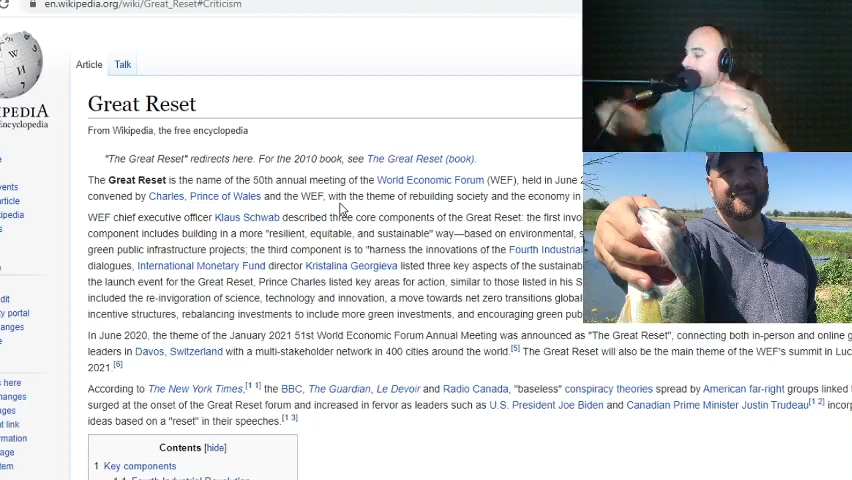 en.wikipedia.org/wiki/Great_Reset#Criticism
Article Talk
Great Reset
From Wikipedia, the free encyclopedia
"The Great Reset" redirects here. For the 2010 book, see The Great Reset (book).
The Great Reset is the name of the 50th annual meeting of the World Economic Forum (WEF), held in June
convened by Charles, Prince of Wales and the WEF, with the theme of rebuilding society and the economy in
WEF chief executive officer Klaus Schwab described three core components of the Great Reset: the first
component includes building in a more "resilient, equitable, and sustainable" way—based on environmental,
green public infrastructure projects; the third component is to "harness the innovations of the Fourth
dialogues, International Monetary Fund director Kristalina Georgieva listed three key aspects of the
the launch event for the Great Reset, Prince Charles listed key areas for action, similar to those listed in his
included the re-invigoration of science, technology and innovation, a move towards net zero transitions
incentive structures, rebalancing investments to include more green investments, and encouraging green
In June 2020, the theme of the January 2021 51st World Economic Forum Annual Meeting was announced as "The Great Reset", connecting both in-person and online
leaders in Davos, Switzerland with a multi-stakeholder network in 400 cities around the world.[5] The Great Reset will also be the main theme of the WEF's summit in
2021.[6]
According to The New York Times,[1 1] the BBC, The Guardian, Le Devoir and Radio Canada, "baseless" conspiracy theories spread by American far-right groups linked
surged at the onset of the Great Reset forum and increased in fervor as leaders such as U.S. President Joe Biden and Canadian Prime Minister Justin Trudeau[1 2]
ideas based on a "reset" in their speeches.[1 3]
Contents [hide]
1 Key components